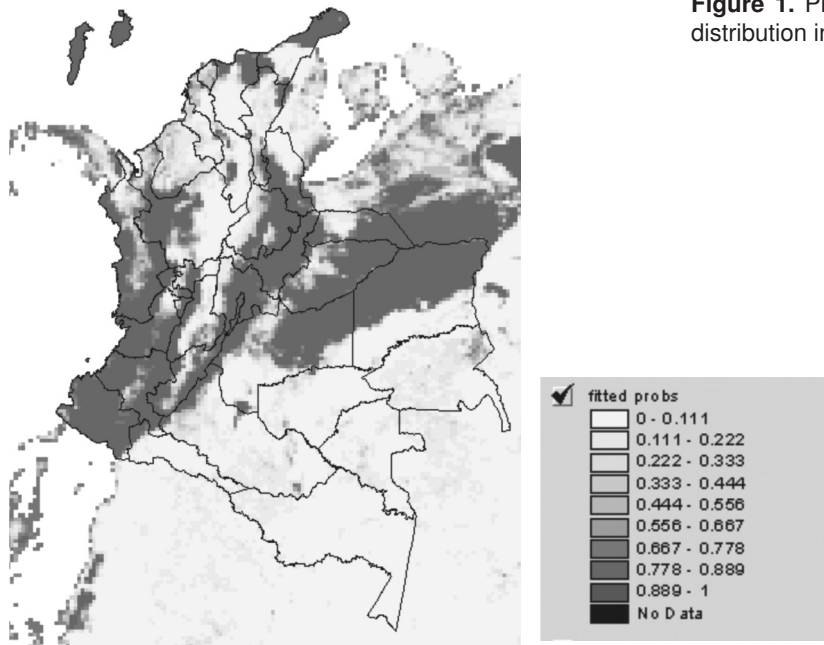 Figure 1.
distribution
fitted probs
0 - 0.111
0.111 - 0.222
0.222 - 0.333
0.333 - 0.444
0.444 - 0.556
0.556 - 0.667
0.667 - 0.778
0.778 - 0.889
0.889 - 1
No Data